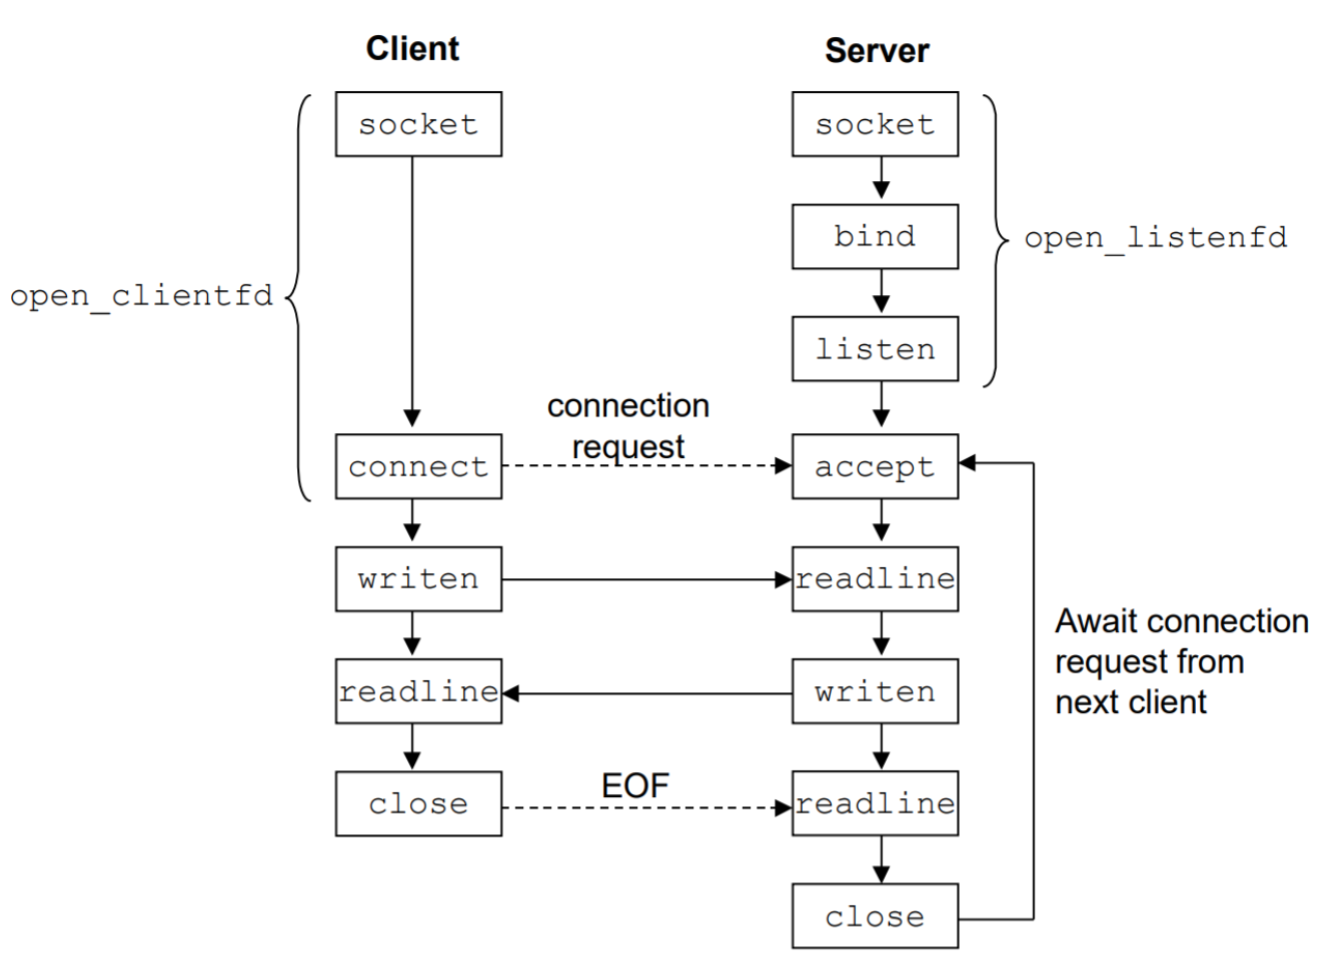 Client
Server
socket
socket
bind
open_listenfd
open_clientfd
listen
connection
request
connect
accept
writen
readline
Await connection
request from
next client
readline
writen
EOF
close
readline
close